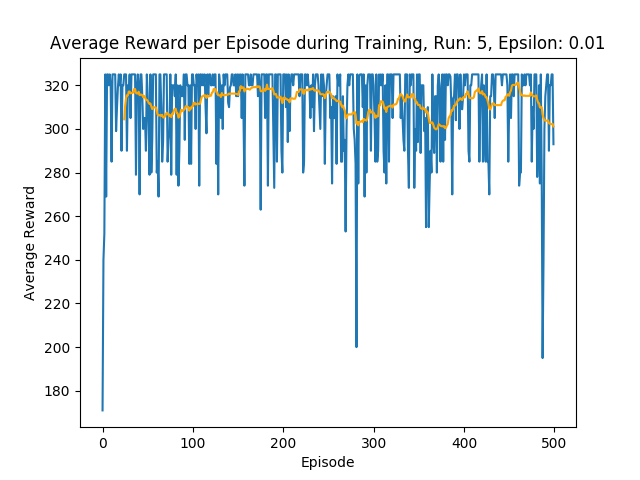 Average Reward per Episode during Training, Run: 5, Epsilon: 0.01
Average Reward
320
300
280
260
240
220
200
180
0 100 200 300 400 500
Episode